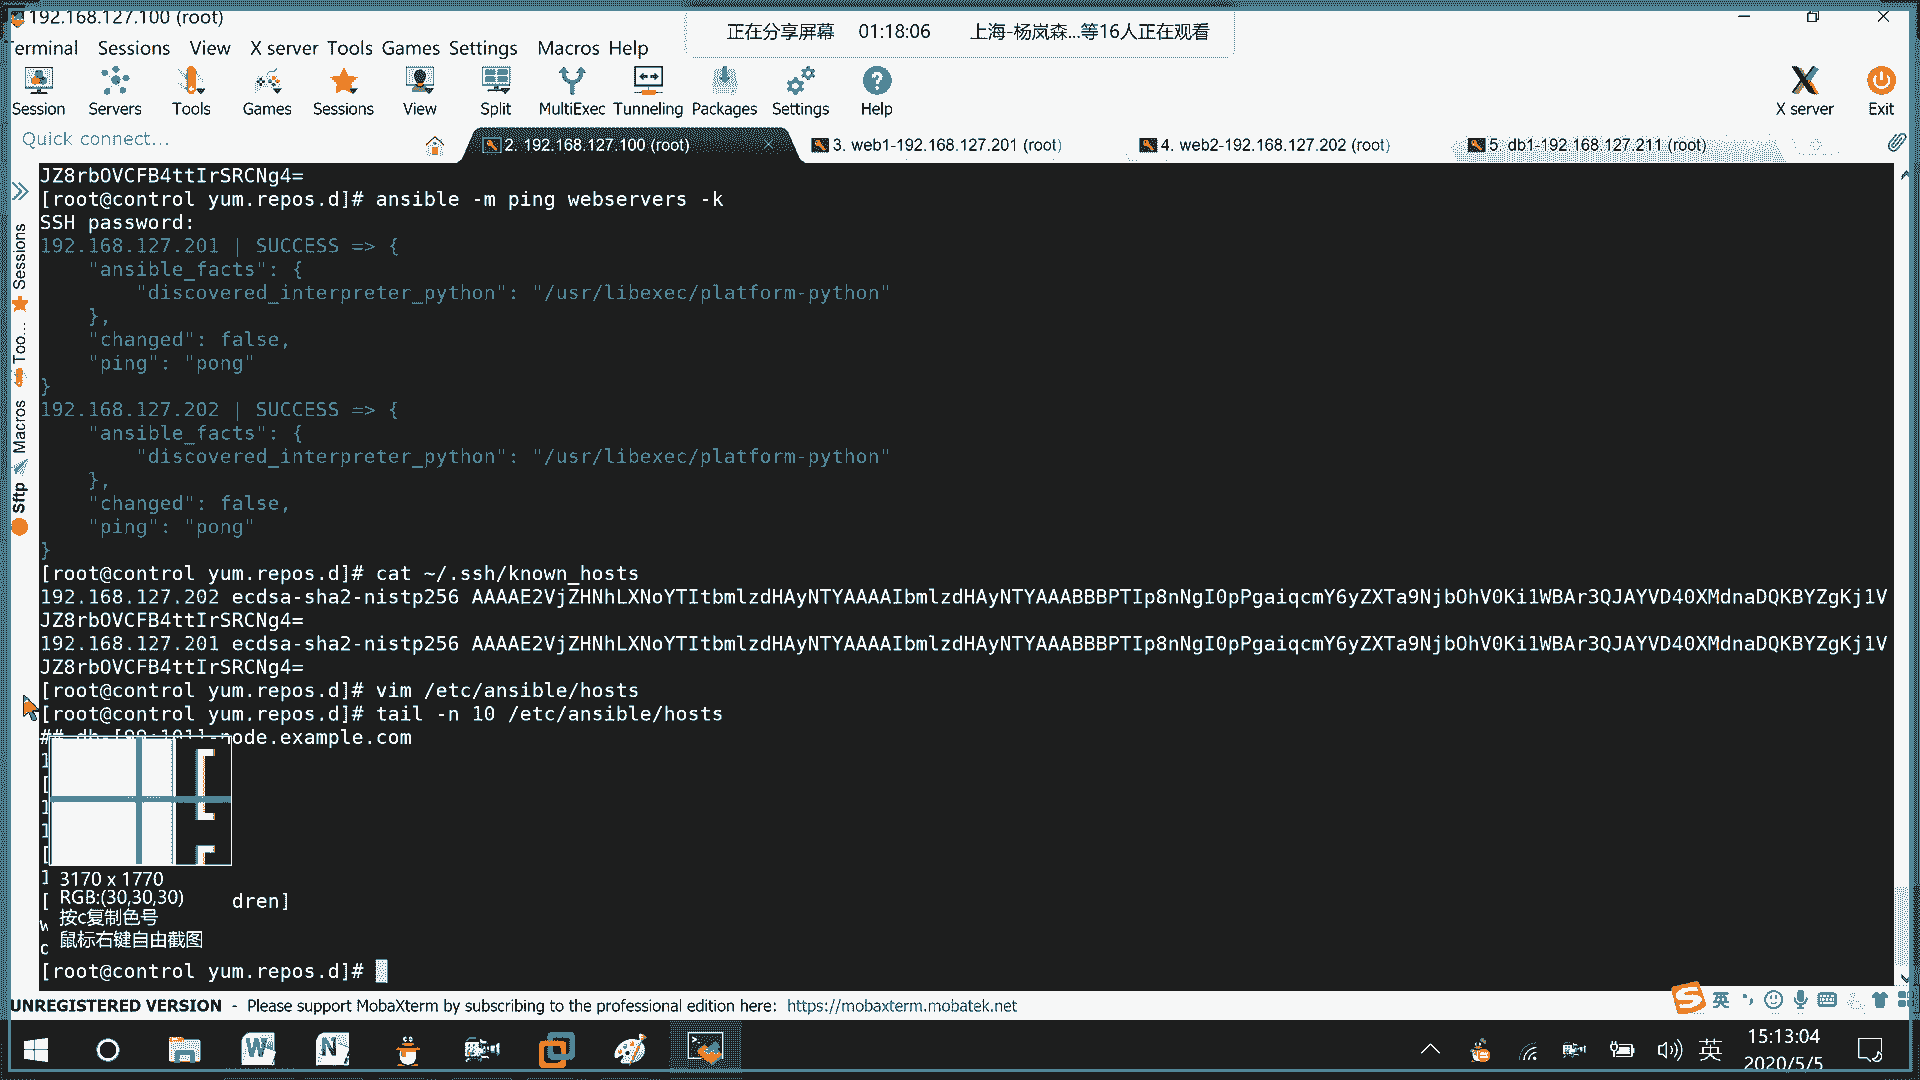 192.168.127.100 (root)
正在分享屏幕 01:18:06 上海-杨岚森...等16人正在观看
Terminal Sessions View X server Tools Games Settings Macros Help
Session Servers Tools Games Sessions View Split MultiExec Tunneling Packages Settings Help X server Exit
Quick connect...
2. 192.168.127.100 (root)
3. web1-192.168.127.201 (root)
4. web2-192.168.127.202 (root)
5. db1-192.168.127.211 (root)
Sessions
Too...
Macros
Sftp
JZ8rbOVCFB4ttIrSRCNg4=
[root@control yum.repos.d]# ansible -m ping webservers -k
SSH password:
192.168.127.201 | SUCCESS => {
"ansible_facts": {
"discovered_interpreter_python": "/usr/libexec/platform-python"
},
"changed": false,
"ping": "pong"
}
192.168.127.202 | SUCCESS => {
"ansible_facts": {
"discovered_interpreter_python": "/usr/libexec/platform-python"
},
"changed": false,
"ping": "pong"
}
[root@control yum.repos.d]# cat ~/.ssh/known_hosts
192.168.127.202 ecdsa-sha2-nistp256 AAAAE2VjZHNhLXNoYTItbmlzdHAyNTYAAAAIbmlzdHAyNTYAAABBBPTIp8nNgI0pPgaiqcmY6yZXTa9NjbOhV0Ki1WBAr3QJAYVD40XMdnaDQKBYZgKj1V
JZ8rbOVCFB4ttIrSRCNg4=
192.168.127.201 ecdsa-sha2-nistp256 AAAAE2VjZHNhLXNoYTItbmlzdHAyNTYAAAAIbmlzdHAyNTYAAABBBPTIp8nNgI0pPgaiqcmY6yZXTa9NjbOhV0Ki1WBAr3QJAYVD40XMdnaDQKBYZgKj1V
JZ8rbOVCFB4ttIrSRCNg4=
[root@control yum.repos.d]# vim /etc/ansible/hosts
[root@control yum.repos.d]# tail -n 10 /etc/ansible/hosts
## db-[99:101]-node.example.com
3170 x 1770
RGB:(30,30,30)
dren]
按c复制色号
鼠标右键自由截图
[root@control yum.repos.d]#
UNREGISTERED VERSION - Please support MobaXterm by subscribing to the professional edition here: https://mobaxterm.mobatek.net
英
英
15:13:04
2020/5/5